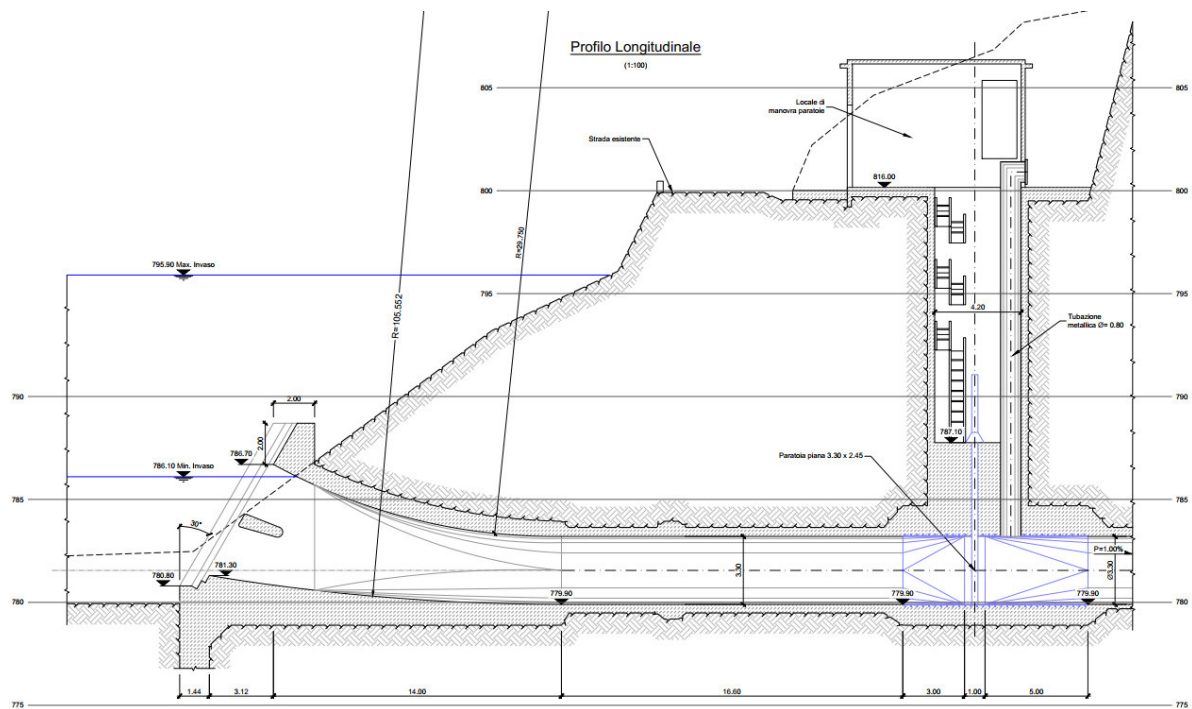 Profilo Longitudinale
(1:100)
805
805
Locale di
manovra paratoie
Strada esistente
816.00
800
800
R=29.750
795.90 Max. Invaso
R=105.552
795
795
4.20
Tubazione
metallica Ø= 0.80
790
790
2.00
2.00
787.10
786.70
Paratoia piana 3.30 x 2.45
786.10 Min. Invaso
785
785
30°
P=1.00%
781.30
780.80
3.30
Ø3.30
779.90
779.90
779.90
780
780
1.44
3.12
14.00
16.60
3.00
1.00
5.00
775
775